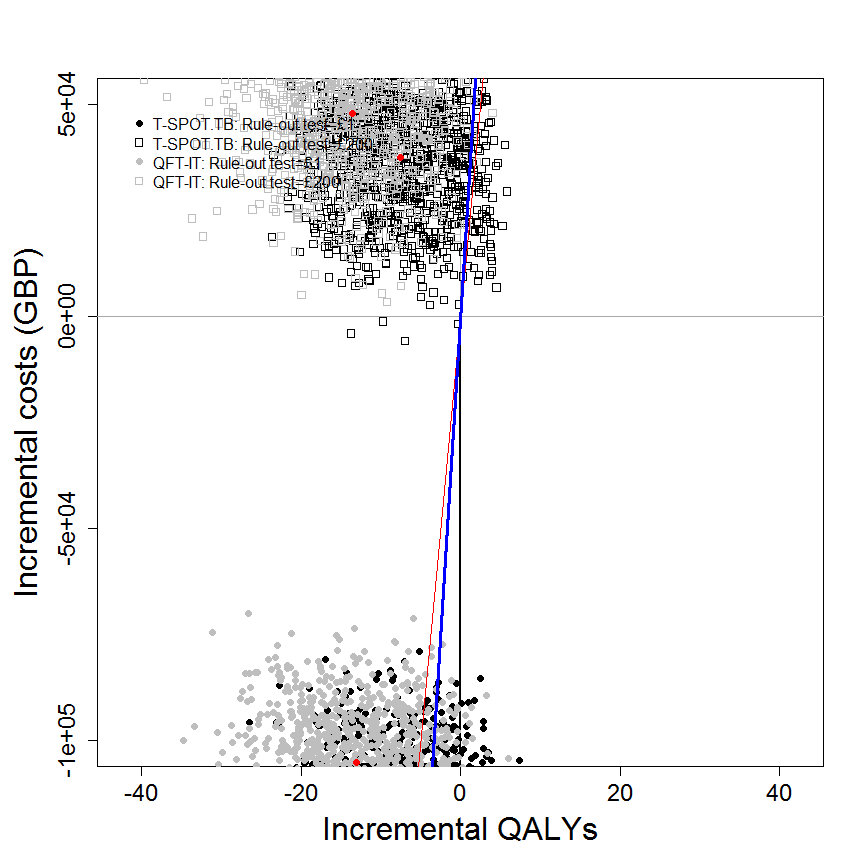 5e+04
0e+00
-5e+04
-1e+05
Incremental costs (GBP)
T-SPOT.TB: Rule-out test=£1
T-SPOT.TB: Rule-out test=£200
QFT-IT: Rule-out test=£1
QFT-IT: Rule-out test=£200
-40 -20 0 20 40
Incremental QALYs